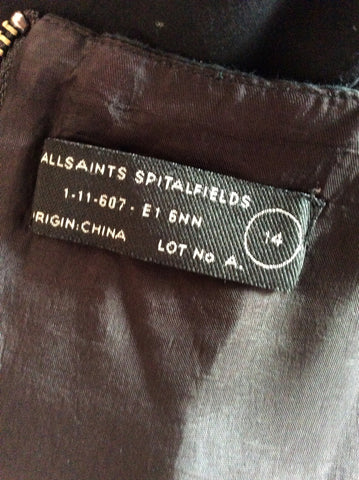 ALLSAINTS SPITALFIELDS
1-11-607 - E1 6NN
RIGIN: CHINA
LOT No A.
14